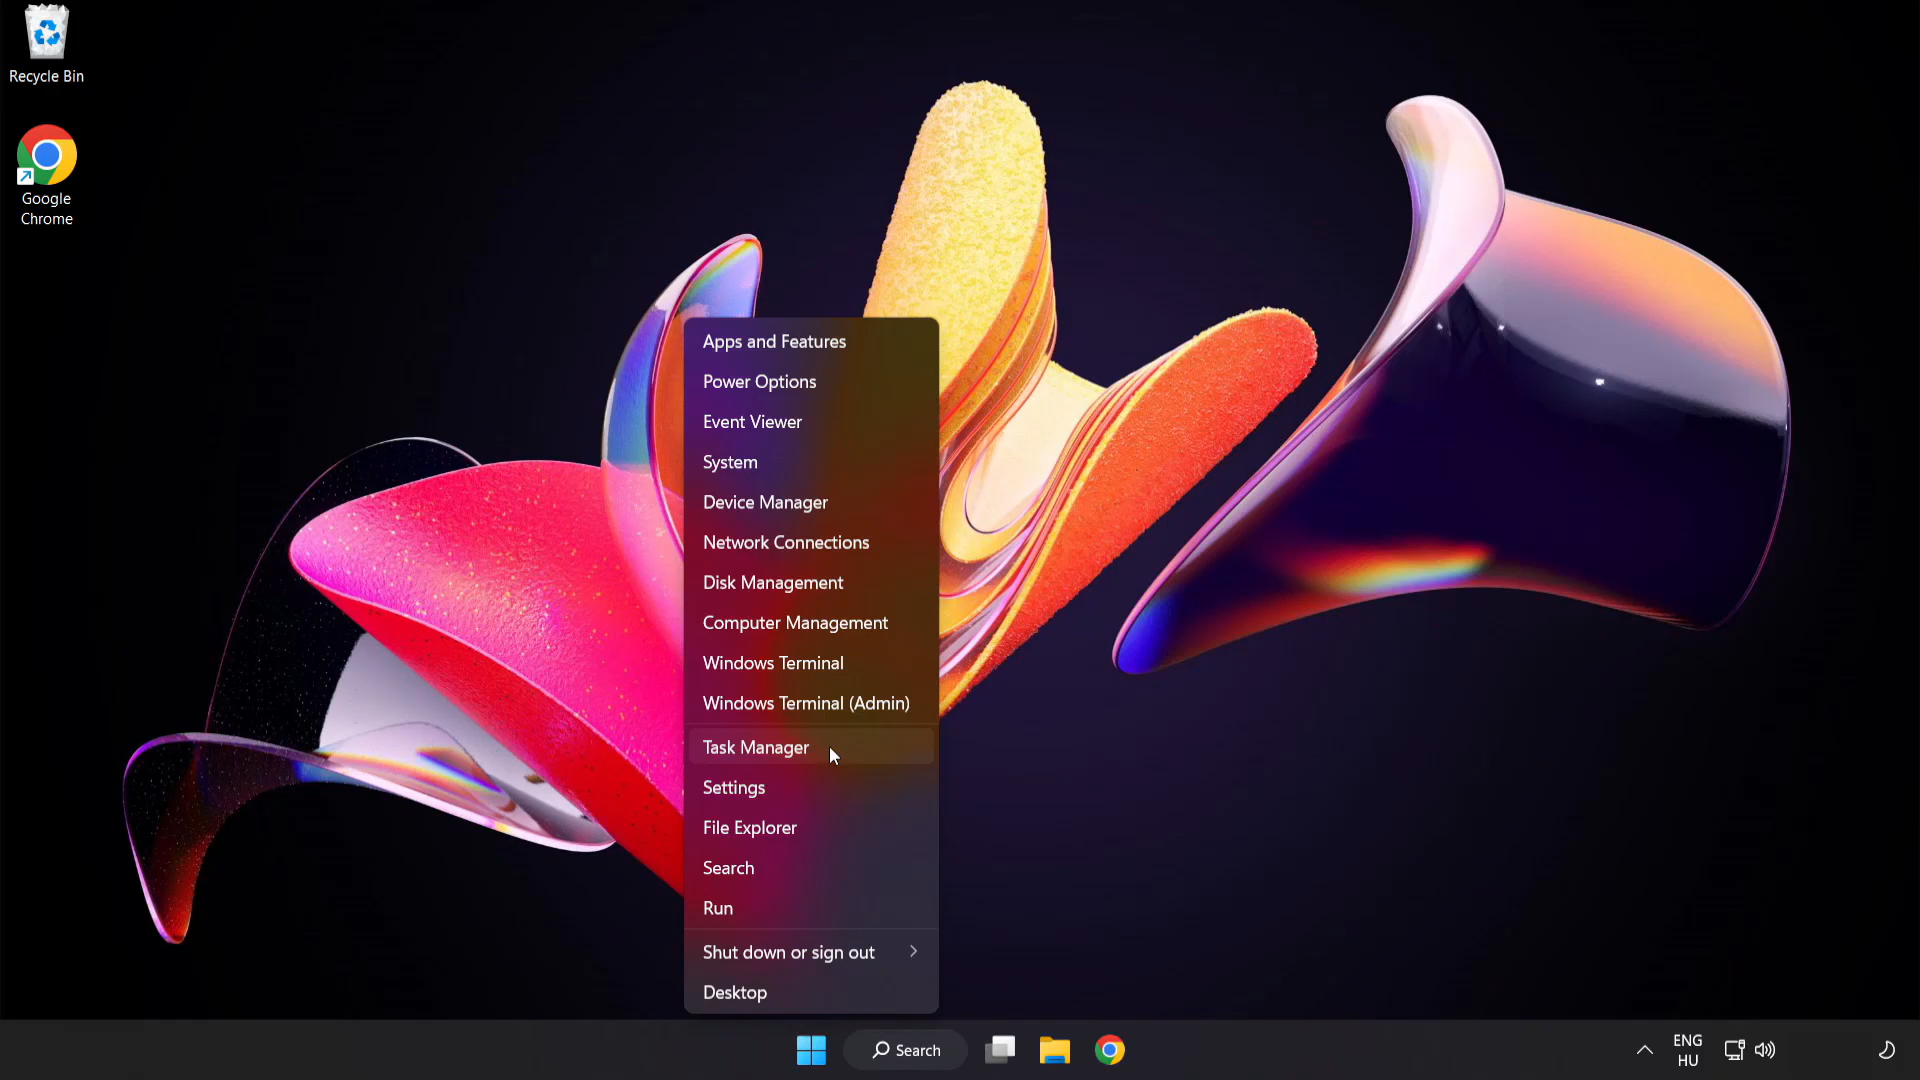 Recycle Bin
Google
Chrome
Apps and Features
Power Options
Event Viewer
System
Device Manager
Network Connections
Disk Management
Computer Management
Windows Terminal
Windows Terminal (Admin)
Task Manager
Settings
File Explorer
Search
Run
Shut down or sign out
Desktop
Search
ENG
HU